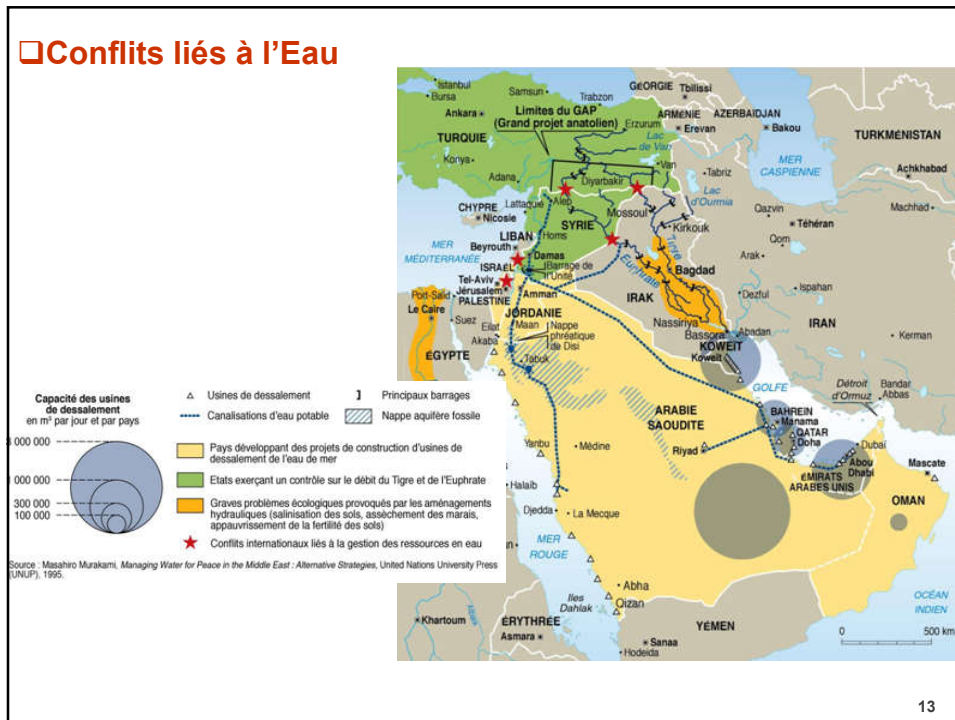 ❑Conflits liés à l'Eau
Istanbul
Bursa
Samsun
Trabzon
GÉORGIE
Tbilissi
Ankara
Limites du GAP
(Grand projet anatolien)
Erzurum
ARMÉNIE
AZERBAÏDJAN
Erevan
Bakou
TURKMÉNISTAN
TURQUIE
Lac
de Van
Van
Konya
Adana
Diyarbakir
Tabriz
MER
CASPIENNE
Achkhabad
Lac
d'Ourmia
CHYPRE
Nicosie
Lattaquié
Alep
Mossoul
Kirkouk
Qazvin
Machhad
Téhéran
SYRIE
Qom
LIBAN
Beyrouth
Homs
MER
MÉDITERRANÉE
Damas
Tigre
Euphrate
Arak
ISRAËL
Barrage de
l'Unité
Bagdad
Tel-Aviv
Jérusalem
PALESTINE
Amman
IRAK
Dezful
Ispahan
Port-Saïd
Le Caire
Suez
JORDANIE
IRAN
Eilat
Maan
Nappe
phréatique
de Disi
Nassiriya
Bassora
Abadan
Kerman
Akaba
ÉGYPTE
Tabuk
KOWEIT
Koweit
GOLFE
Détroit
d'Ormuz
Bandar
Abbas
ARABIE
SAOUDITE
BAHREIN
Manama
QATAR
Doha
Dubaï
Yanbu
Médine
Riyad
Abou
Dhabi
ÉMIRATS
ARABES UNIS
Mascate
Halaïb
OMAN
Djedda
La Mecque
MER
ROUGE
Abha
Iles
Dahlak
Qizan
OCÉAN
INDIEN
Khartoum
ÉRYTHRÉE
Asmara
YÉMEN
Sanaa
Hodeida
0 500 km
Capacité des usines
de dessalement
en m³ par jour et par pays
000 000
1 000 000
300 000
100 000
Usines de dessalement
Principaux barrages
Canalisations d'eau potable
Nappe aquifère fossile
Pays développant des projets de construction d'usines de
dessalement de l'eau de mer
Etats exerçant un contrôle sur le débit du Tigre et de l'Euphrate
Graves problèmes écologiques provoqués par les aménagements
hydrauliques (salinisation des sols, assèchement des marais,
appauvrissement de la fertilité des sols)
Conflits internationaux liés à la gestion des ressources en eau
Source : Masahiro Murakami, Managing Water for Peace in the Middle East : Alternative Strategies, United Nations University Press
(UNUP), 1995.
13